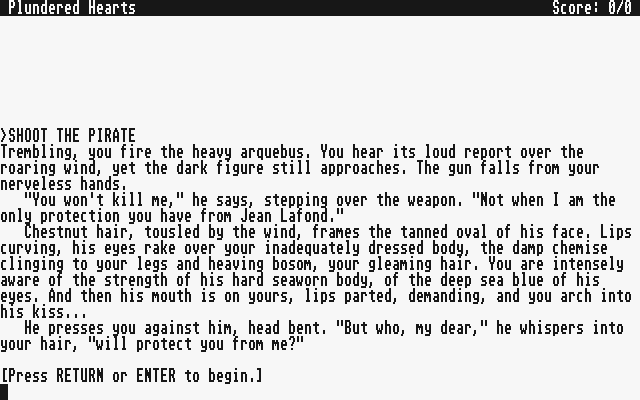 Plundered Hearts Score: 0/0
>SHOOT THE PIRATE
Trembling, you fire the heavy arquebus. You hear its loud report over the
roaring wind, yet the dark figure still approaches. The gun falls from your
nerveless hands.
"You won't kill me," he says, stepping over the weapon. "Not when I am the
only protection you have from Jean Lafond."
Chestnut hair, tousled by the wind, frames the tanned oval of his face. Lips
curving, his eyes rake over your inadequately dressed body, the damp chemise
clinging to your legs and heaving bosom, your gleaming hair. You are intensely
aware of the strength of his hard seaworn body, of the deep sea blue of his
eyes. And then his mouth is on yours, lips parted, demanding, and you arch into
his kiss...
He presses you against him, head bent. "But who, my dear," he whispers into
your hair, "will protect you from me?"
[Press RETURN or ENTER to begin.]